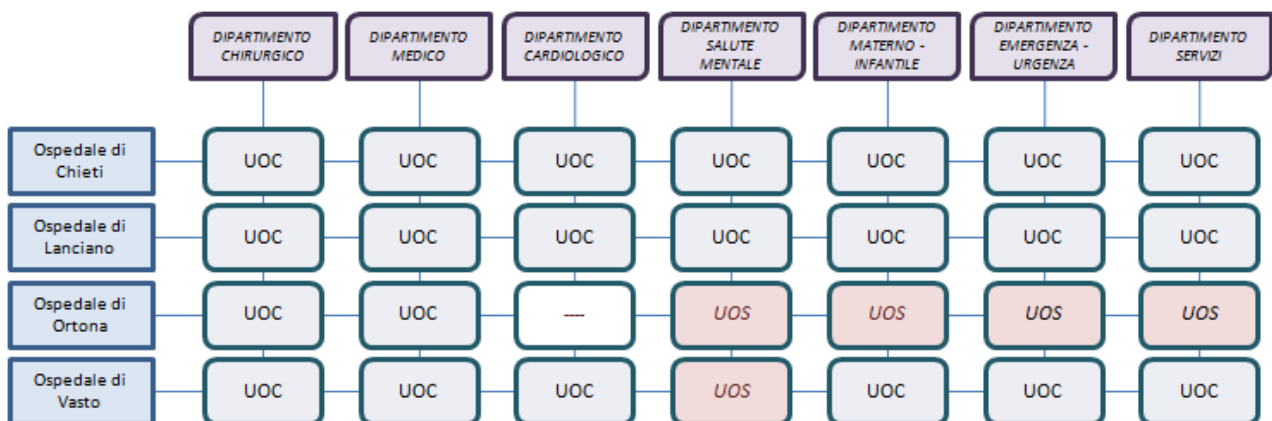 DIPARTIMENTO
CHIRURGICO
DIPARTIMENTO
MEDICO
DIPARTIMENTO
CARDIOLOGICO
DIPARTIMENTO
SALUTE
MENTALE
DIPARTIMENTO
MATERNO -
INFANTILE
DIPARTIMENTO
EMERGENZA -
URGENZA
DIPARTIMENTO
SERVIZI
Ospedale di
Chieti
UOC UOC UOC UOC UOC UOC UOC
Ospedale di
Lanciano
UOC UOC UOC UOC UOC UOC UOC
Ospedale di
Ortona
UOC UOC ---- UOS UOS UOS UOS
Ospedale di
Vasto
UOC UOC UOC UOS UOC UOC UOC